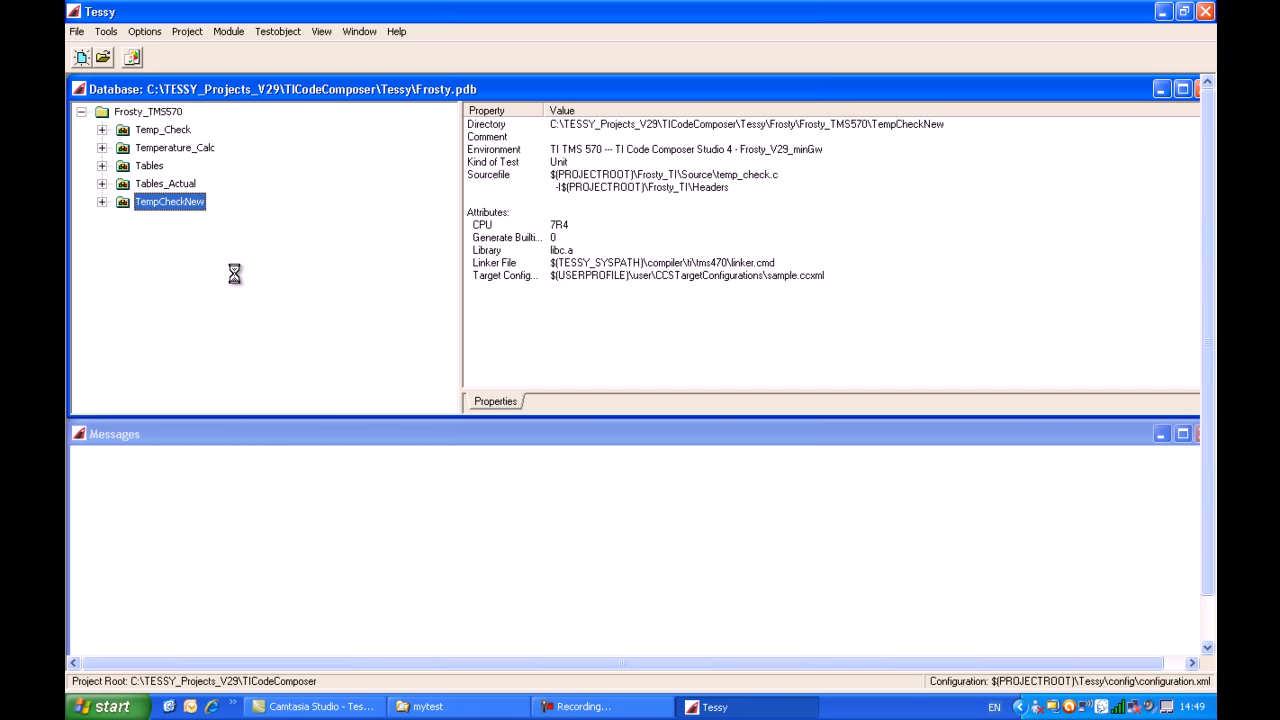 Tessy
File Tools Options Project Module Testobject View Window Help
Database: C:\TESSY_Projects_V29\TICodeComposer\Tessy\Frosty.pdb
Frosty_TMS570
Temp_Check
Temperature_Calc
Tables
Tables_Actual
TempCheckNew
Property Value
Directory C:\TESSY_Projects_V29\TICodeComposer\Tessy\Frosty\Frosty_TMS570\TempCheckNew
Comment
Environment TI TMS 570 --- TI Code Composer Studio 4 - Frosty_V29_minGw
Kind of Test Unit
Sourcefile $(PROJECTROOT)\Frosty_TI\Source\temp_check.c
-I$(PROJECTROOT)\Frosty_TI\Headers
Attributes:
CPU 7R4
Generate Builti... 0
Library libc.a
Linker File $(TESSY_SYSPATH)\compiler\ti\tms470\linker.cmd
Target Config... $(USERPROFILE)\user\CCSTargetConfigurations\sample.ccxml
Properties
Messages
Project Root: C:\TESSY_Projects_V29\TICodeComposer Configuration: $(PROJECTROOT)\Tessy\config\configuration.xml
start Camtasia Studio - Tes... mytest Recording... Tessy EN 14:49